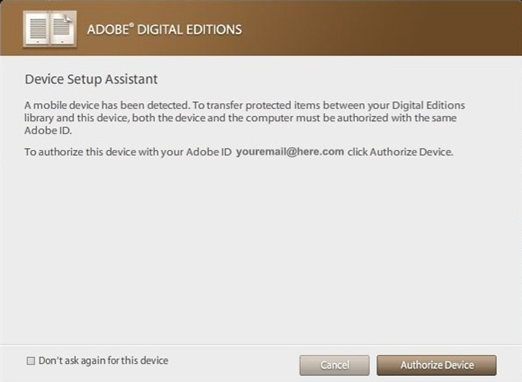 ADOBE® DIGITAL EDITIONS
Device Setup Assistant
A mobile device has been detected. To transfer protected items between your Digital Editions
library and this device, both the device and the computer must be authorized with the same
Adobe ID.
To authorize this device with your Adobe ID youremail@here.com click Authorize Device.
Don't ask again for this device
Cancel
Authorize Device